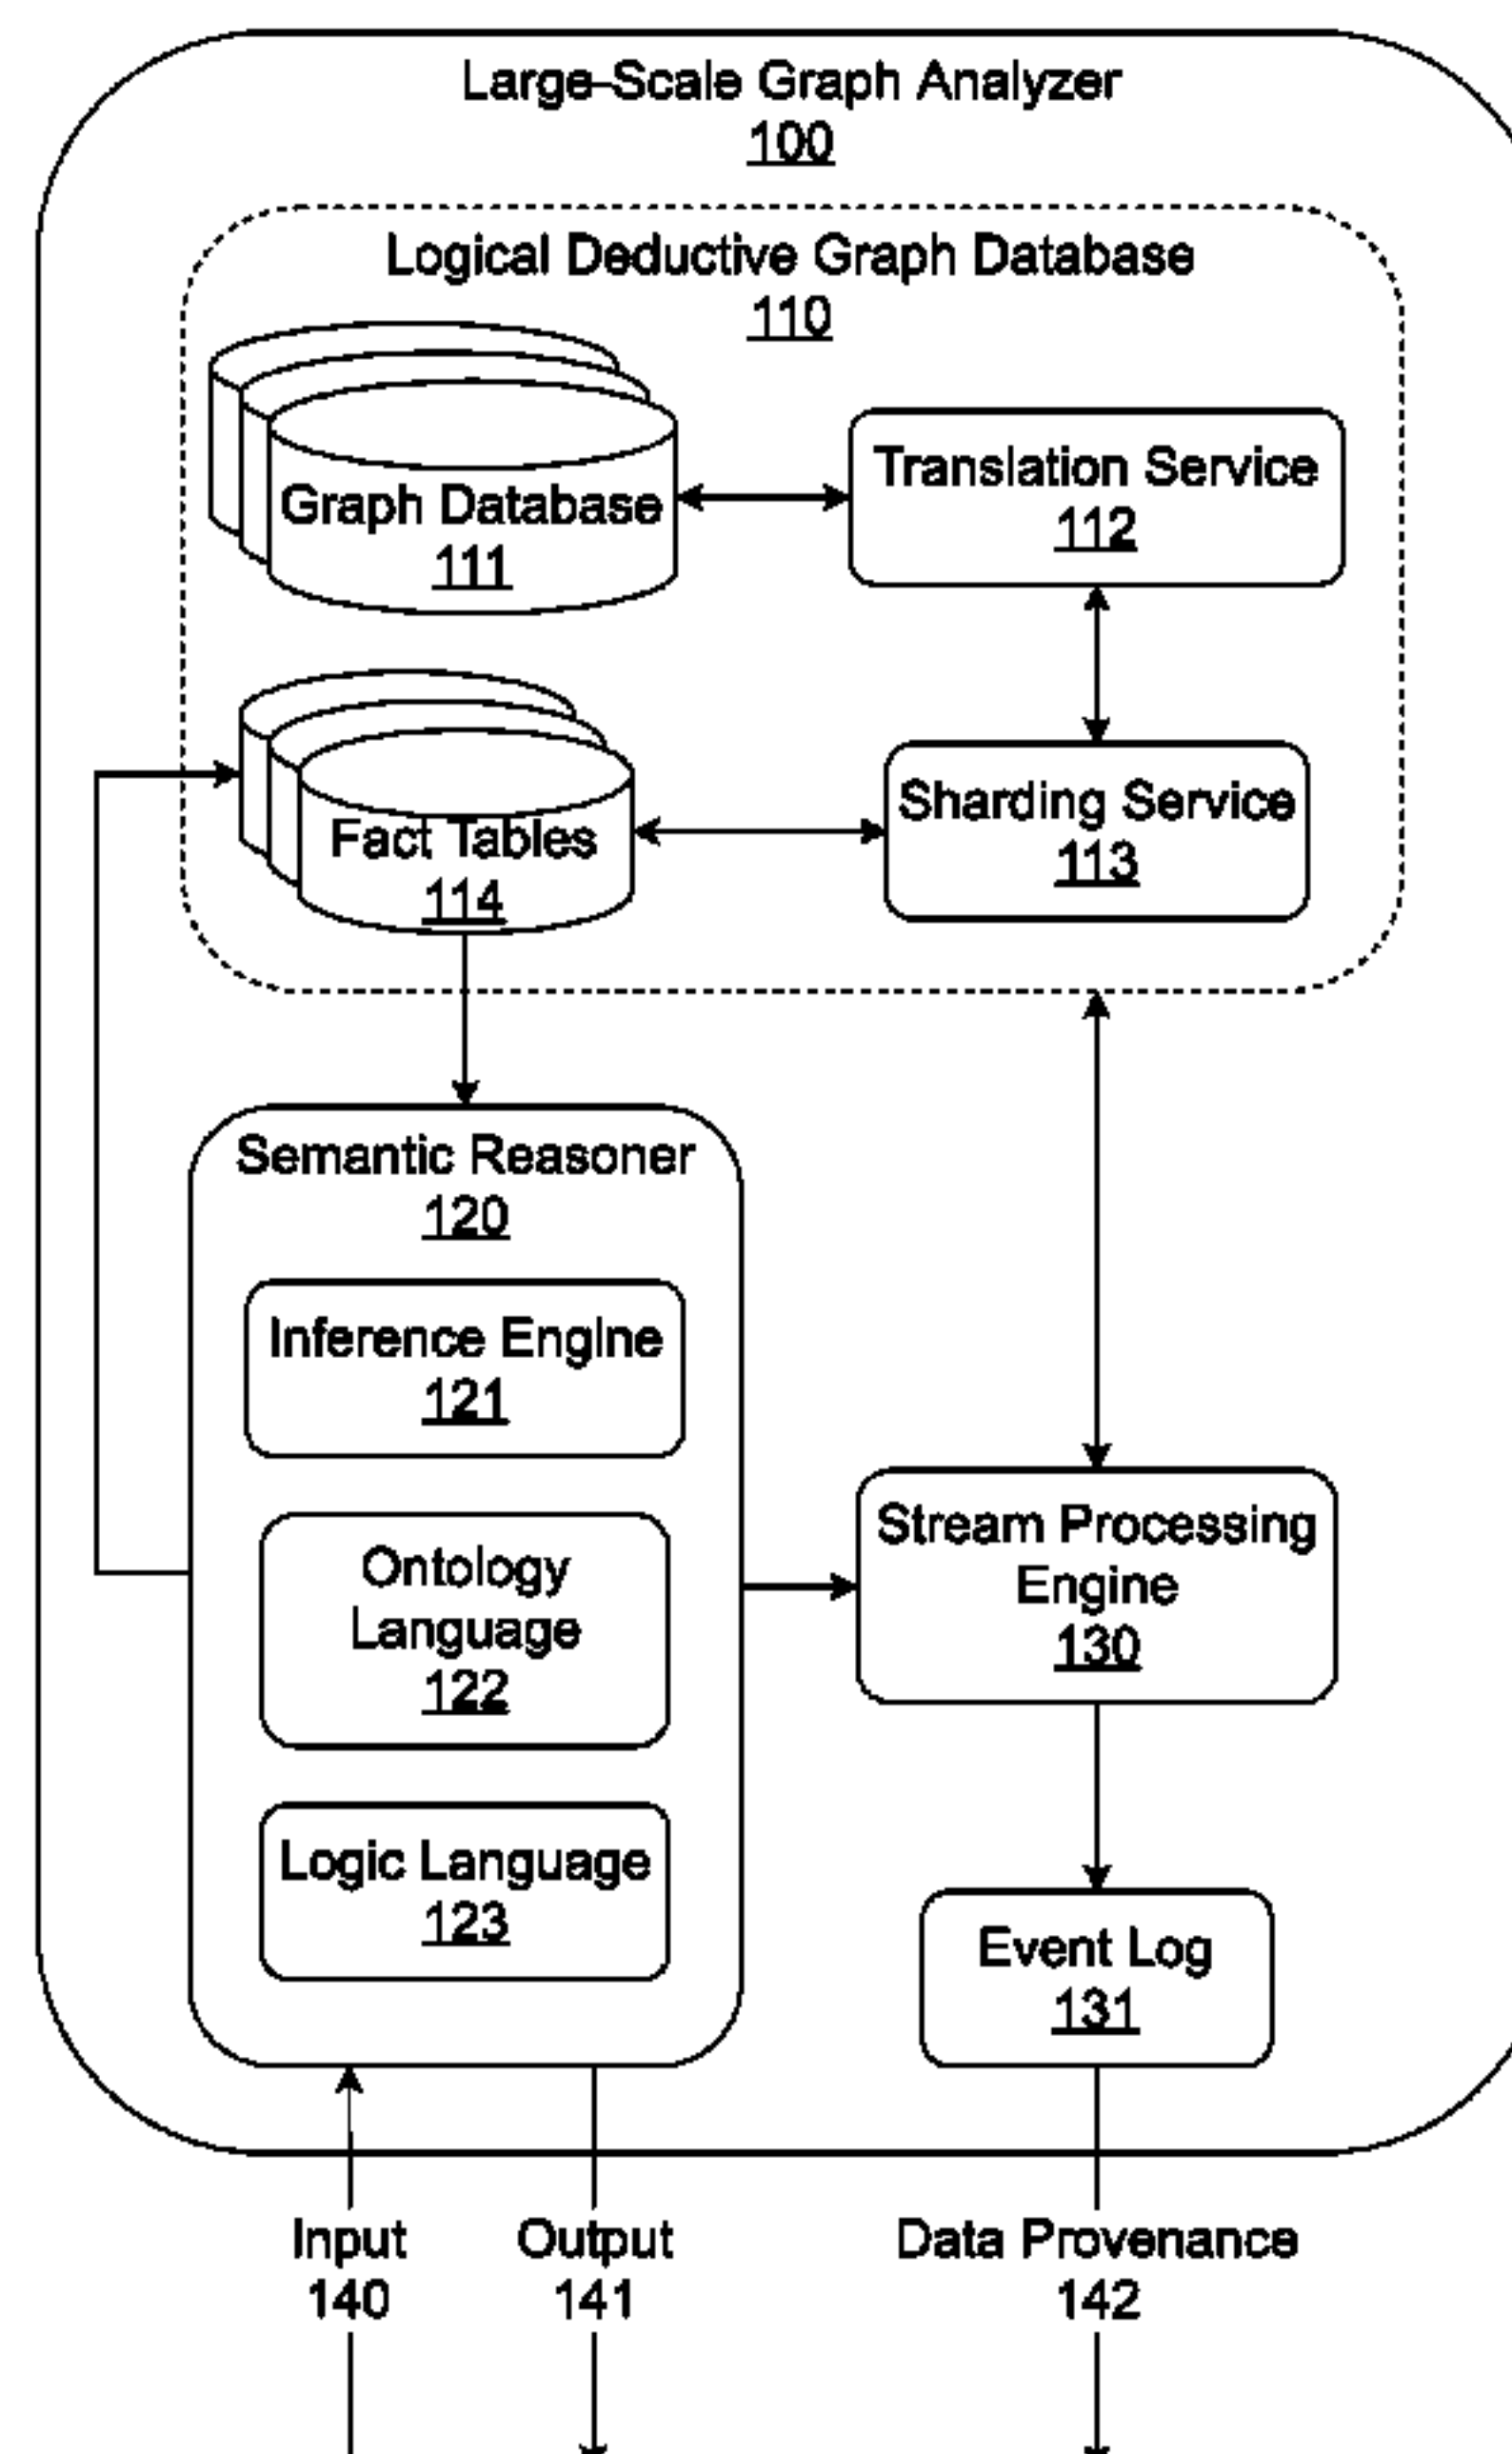 Large-Scale Graph Analyzer
100
Logical Deductive Graph Database
110
Graph Database
111
Translation Service
112
Fact Tables
114
Sharding Service
113
Semantic Reasoner
120
Inference Engine
121
Ontology
Language
122
Logic Language
123
Stream Processing
Engine
130
Event Log
131
Input
140
Output
141
Data Provenance
142